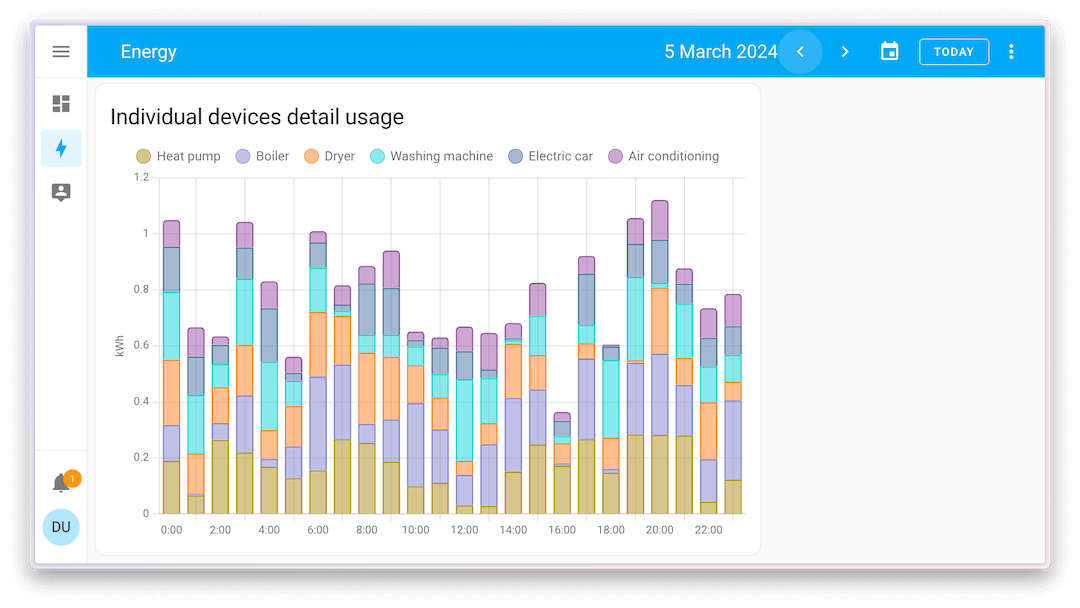 Energy
5 March 2024
TODAY
Individual devices detail usage
Heat pump Boiler Dryer Washing machine Electric car Air conditioning
1.2
1
0.8
0.6
kWh
0.4
0.2
0
0:00 2:00 4:00 6:00 8:00 10:00 12:00 14:00 16:00 18:00 20:00 22:00
1
DU